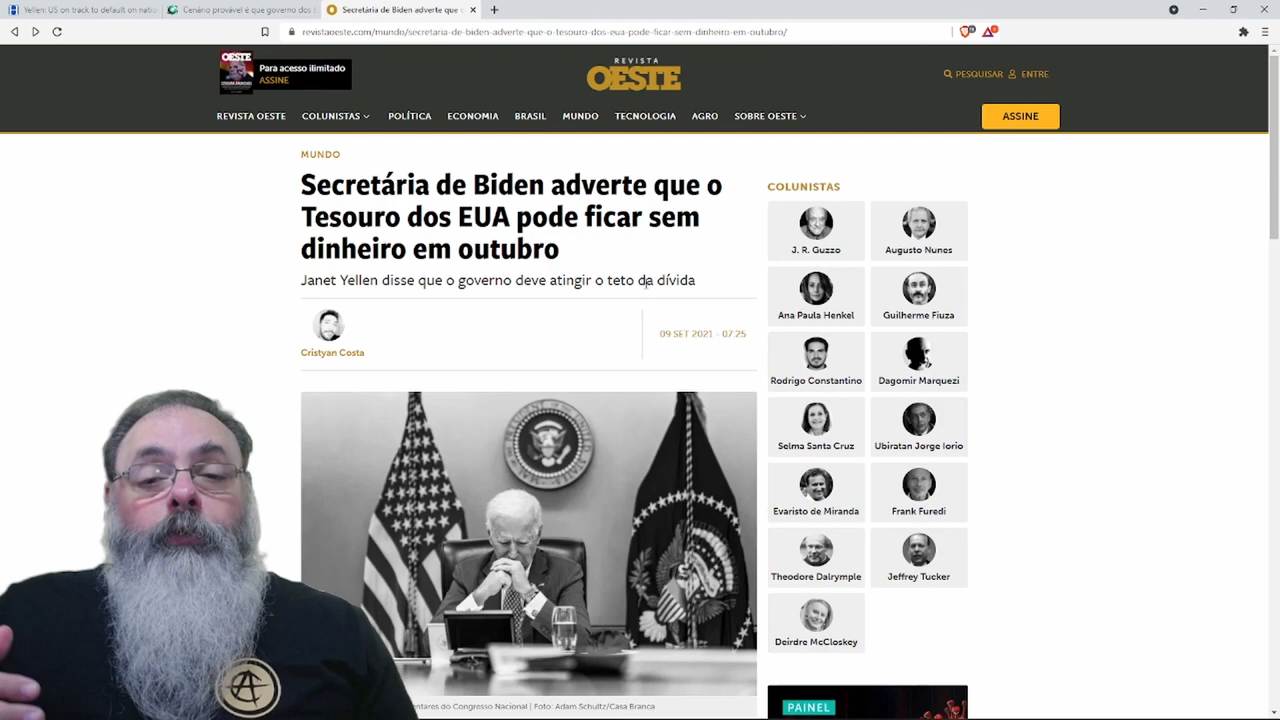 Yellen: US on track to default on natio
Cenário provável é que governo dos E
Secretária de Biden adverte que o
revistaoeste.com/mundo/secretaria-de-biden-adverte-que-o-tesouro-dos-eua-pode-ficar-sem-dinheiro-em-outubro/
OESTE
Para acesso ilimitado
ASSINE
REVISTA
OESTE
PESQUISAR
ENTRE
REVISTA OESTE
COLUNISTAS
POLÍTICA
ECONOMIA
BRASIL
MUNDO
TECNOLOGIA
AGRO
SOBRE OESTE
ASSINE
MUNDO
Secretária de Biden adverte que o
Tesouro dos EUA pode ficar sem
dinheiro em outubro
Janet Yellen disse que o governo deve atingir o teto da dívida
Cristyan Costa
09 SET 2021 - 07:25
COLUNISTAS
J. R. Guzzo
Augusto Nunes
Ana Paula Henkel
Guilherme Fiuza
Rodrigo Constantino
Dagomir Marquezi
Selma Santa Cruz
Ubiratan Jorge Iorio
Evaristo de Miranda
Frank Furedi
Theodore Dalrymple
Jeffrey Tucker
Deirdre McCloskey
ntares do Congresso Nacional | Foto: Adam Schultz/Casa Branca
PAINEL